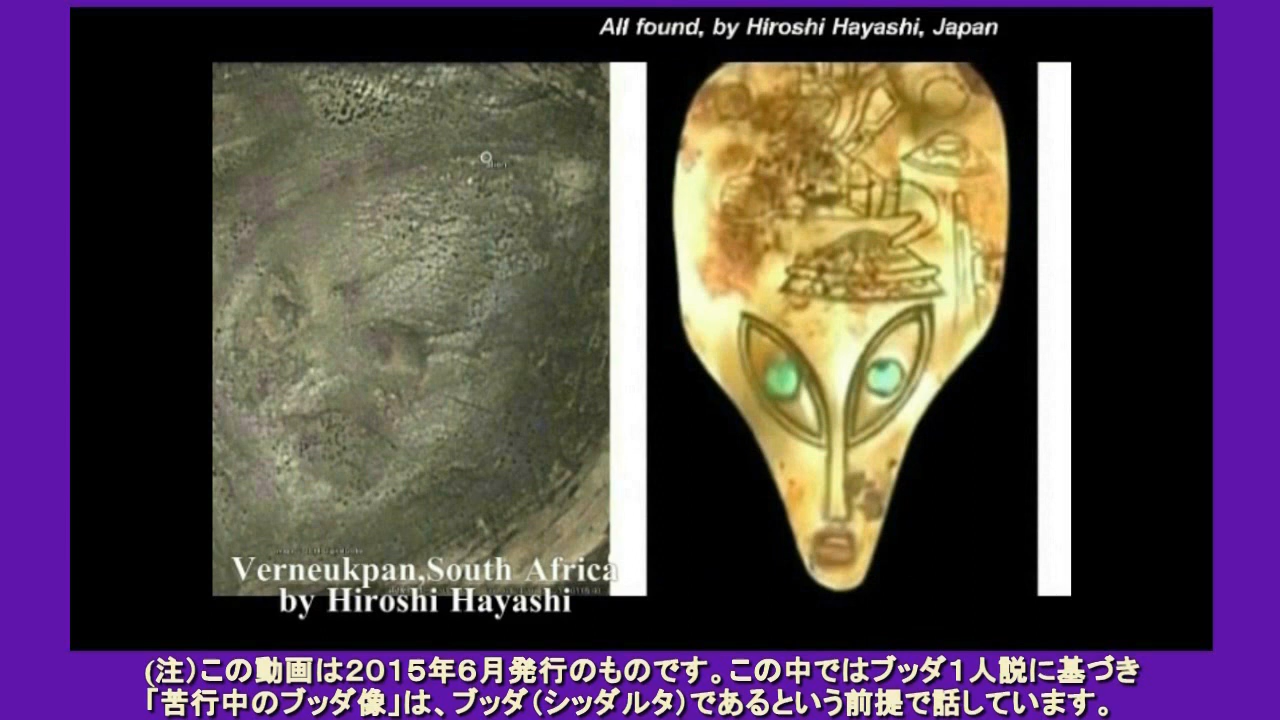 All found, by Hiroshi Hayashi, Japan
Verneukpan,South Africa
by Hiroshi Hayashi
(注)この動画は2015年6月発行のものです。この中ではブッダ1人説に基づき
「苦行中のブッダ像」は、ブッダ(シッダルタ)であるという前提で話しています。